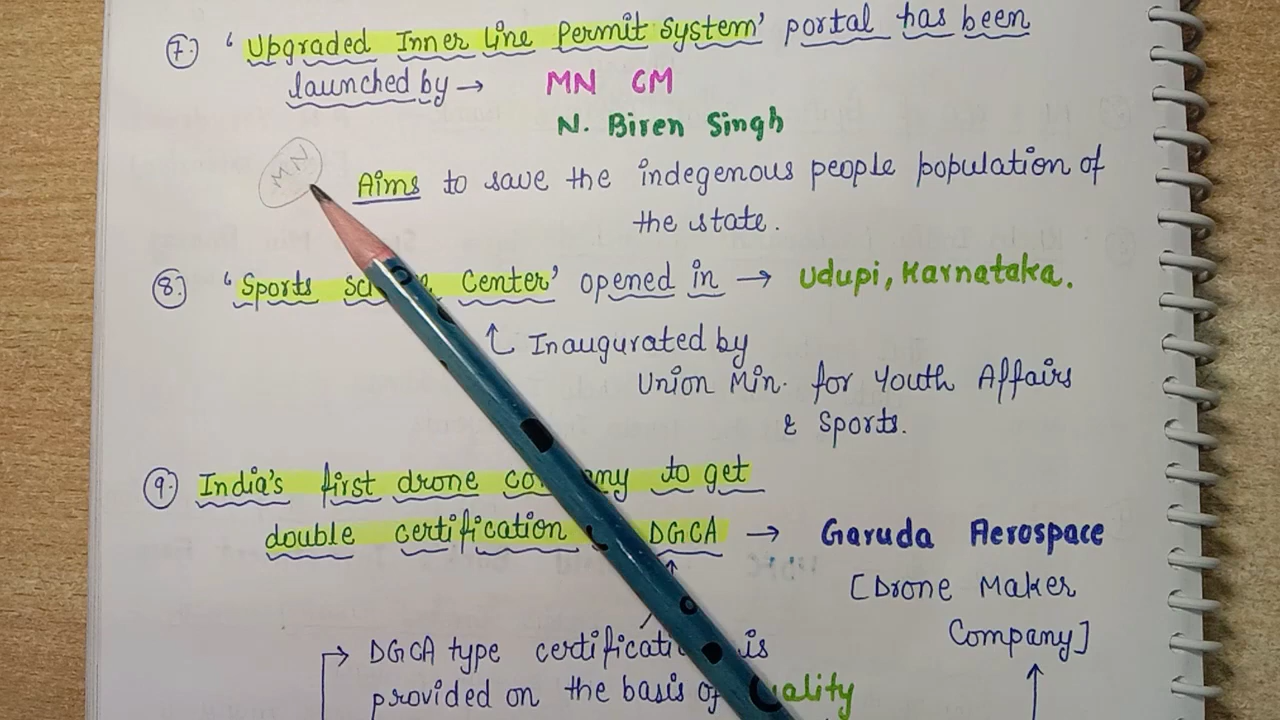 7. 'Upgraded Inner Line Permit System' portal has been
launched by → MN CM
N. Biren Singh
MN
Aims to save the indegenous people population of
the state.
8. 'Sports Center' opened in → Udupi, Karnataka.
Inaugurated by
Union Min. for Youth Affairs
& Sports.
9. India's first drone company to get
double certification DGCA → Garuda Aerospace
[Drone Maker
Company]
DGCA type certification is
provided on the basis of Quality